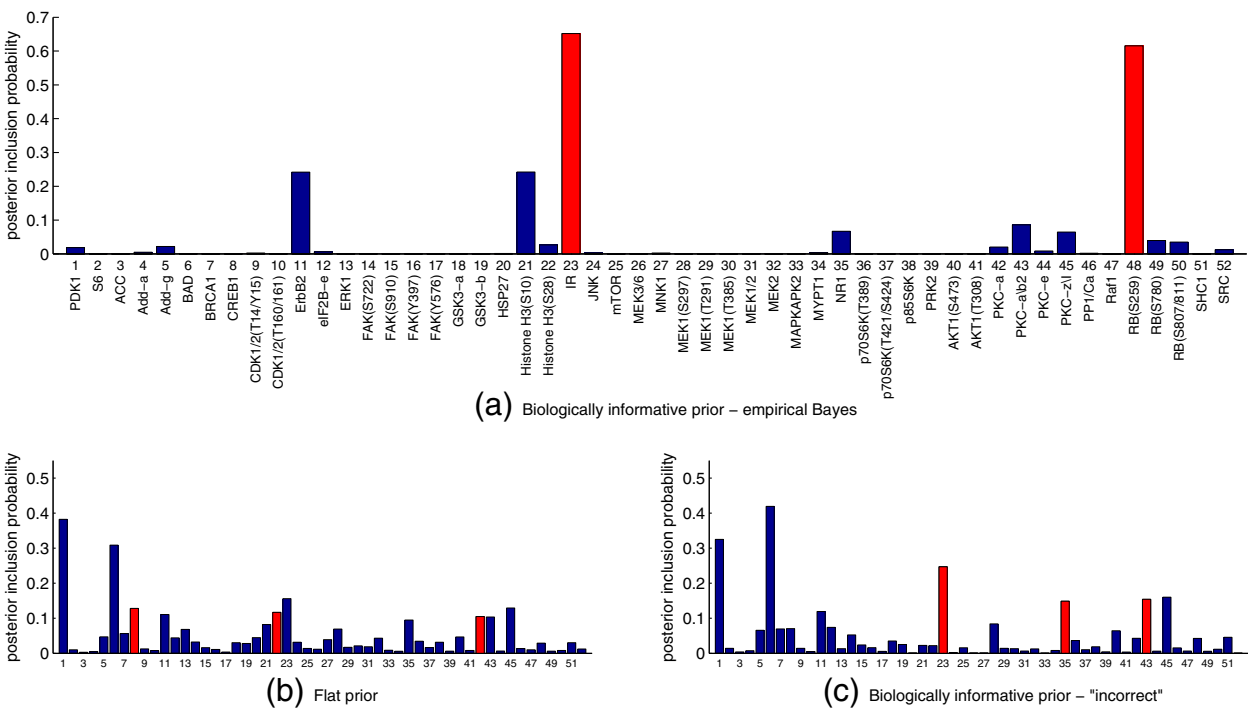 0.7
0.6
0.5
0.4
0.3
0.2
0.1
0
posterior inclusion probability
1 2 3 4 5 6 7 8 9 10 11 12 13 14 15 16 17 18 19 20 21 22 23 24 25 26 27 28 29 30 31 32 33 34 35 36 37 38 39 40 41 42 43 44 45 46 47 48 49 50 51 52
PDK1
S6
ACC
Add-a
Add-g
BAD
BRCA1
CREB1
CDK1/2(T14/Y15)
CDK1/2(T160/161)
ErbB2
eIF2B-e
ERK1
FAK(S722)
FAK(S910)
FAK(Y397)
FAK(Y576)
GSK3-a
GSK3-b
HSP27
Histone H3(S10)
Histone H3(S28)
IR
JNK
mTOR
MEK3/6
MNK1
MEK1(S297)
MEK1(T291)
MEK1(T385)
MEK1/2
MEK2
MAPKAPK2
MYPT1
NR1
p70S6K(T389)
p70S6K(T421/S424)
p85S6K
PRK2
AKT1(S473)
AKT1(T308)
PKC-a
PKC-a\b2
PKC-e
PKC-z\l
PP1/Ca
Raf1
RB(S259)
RB(S780)
RB(S807/811)
SHC1
SRC
(a) Biologically informative prior - empirical Bayes
0.5
0.4
0.3
0.2
0.1
0
posterior inclusion probability
1 3 5 7 9 11 13 15 17 19 21 23 25 27 29 31 33 35 37 39 41 43 45 47 49 51
(b) Flat prior
0.5
0.4
0.3
0.2
0.1
0
posterior inclusion probability
1 3 5 7 9 11 13 15 17 19 21 23 25 27 29 31 33 35 37 39 41 43 45 47 49 51
(c) Biologically informative prior - "incorrect"